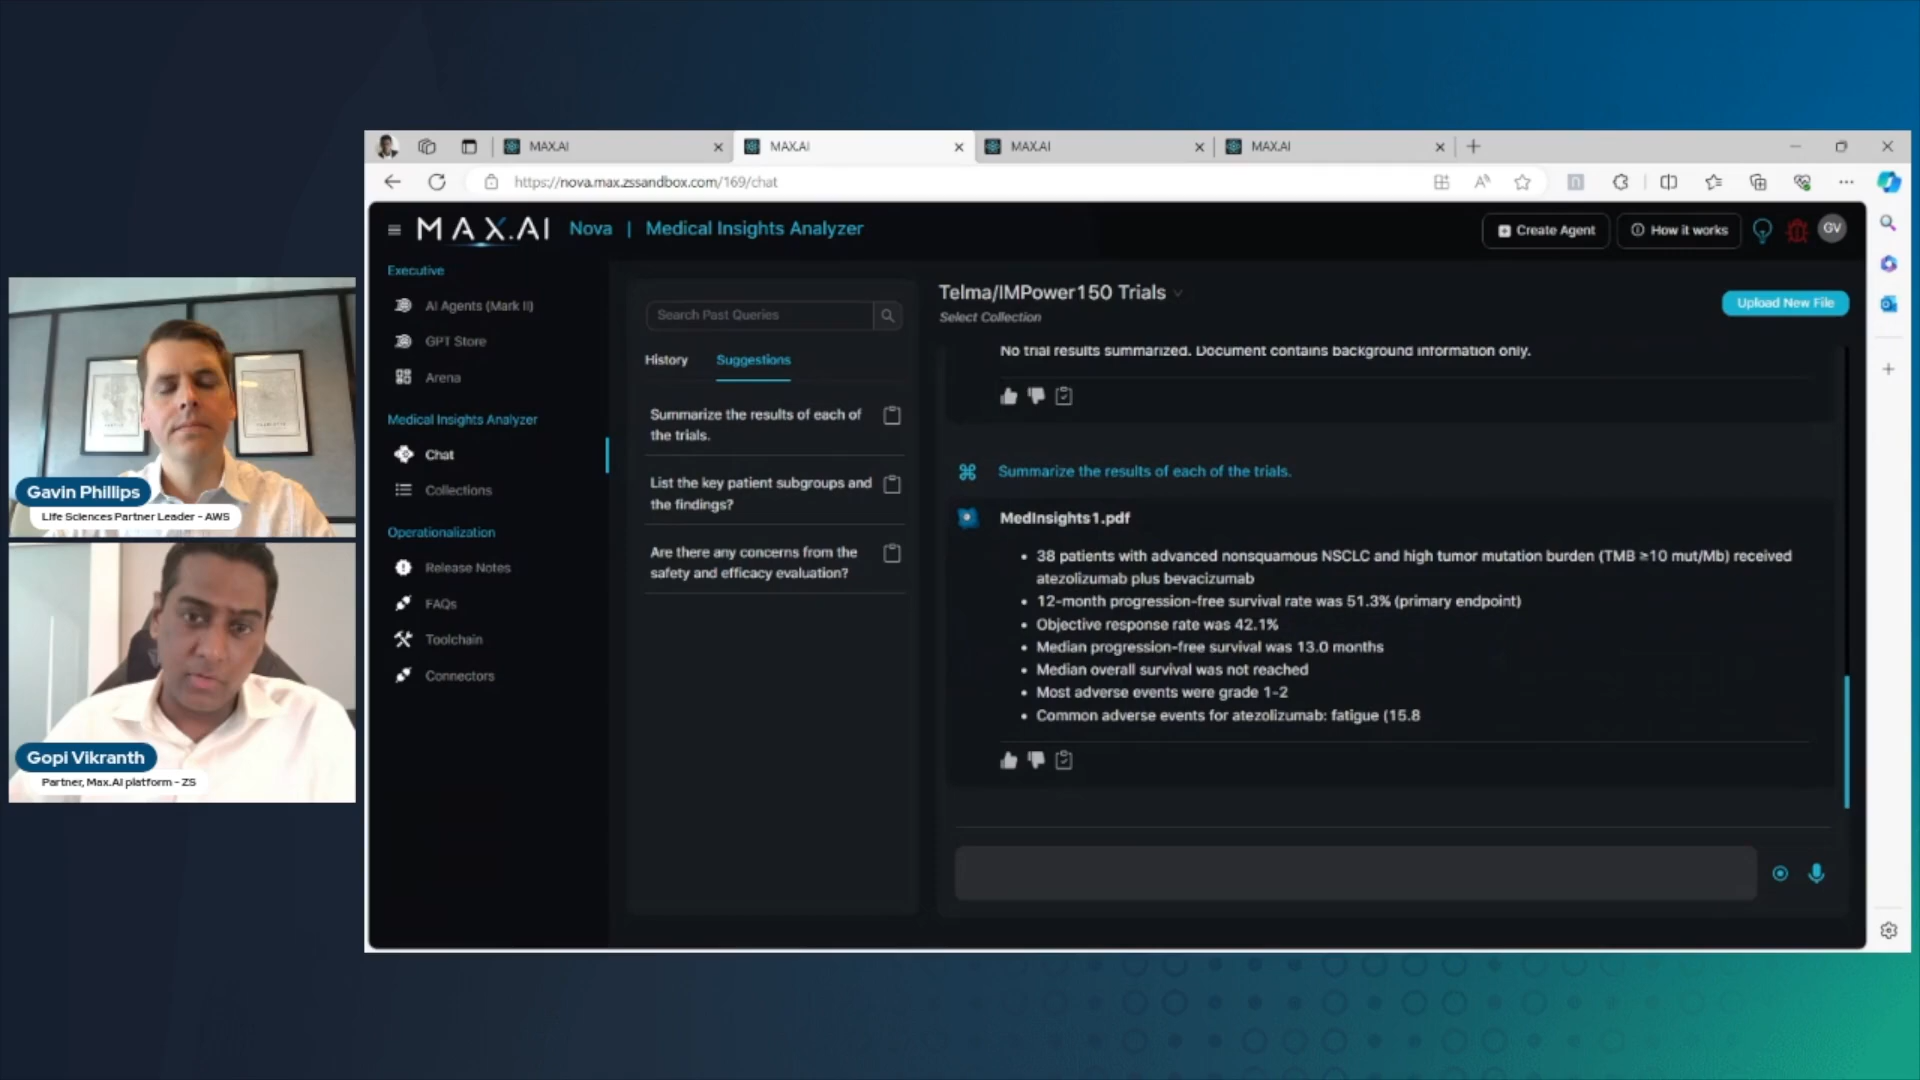 Gavin Phillips
Life Sciences Partner Leader - AWS
Gopi Vikranth
Partner, Max.AI platform - ZS
MAX.AI
MAX.AI
MAX.AI
MAX.AI
https://nova.max.zssandbox.com/169/chat
MAX.AI Nova | Medical Insights Analyzer
Create Agent
How it works
GV
Executive
AI Agents (Mark II)
GPT Store
Arena
Medical Insights Analyzer
Chat
Collections
Operationalization
Release Notes
FAQs
Toolchain
Connectors
Search Past Queries
History
Suggestions
Summarize the results of each of
the trials.
List the key patient subgroups and
the findings?
Are there any concerns from the
safety and efficacy evaluation?
Telma/IMPower150 Trials
Select Collection
Upload New File
No trial results summarized. Document contains background information only.
Summarize the results of each of the trials.
MedInsights1.pdf
• 38 patients with advanced nonsquamous NSCLC and high tumor mutation burden (TMB ≥10 mut/Mb) received
atezolizumab plus bevacizumab
• 12-month progression-free survival rate was 51.3% (primary endpoint)
• Objective response rate was 42.1%
• Median progression-free survival was 13.0 months
• Median overall survival was not reached
• Most adverse events were grade 1-2
• Common adverse events for atezolizumab: fatigue (15.8